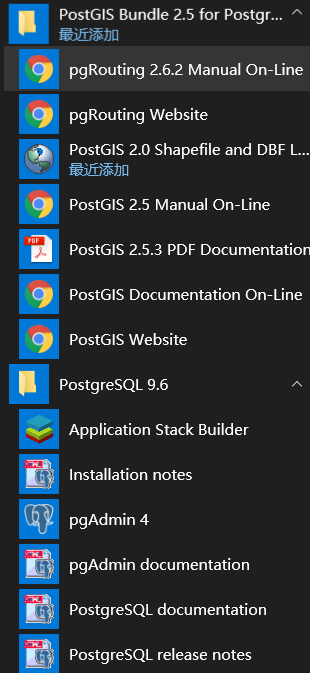 PostGIS Bundle 2.5 for Postgr...
最近添加
pgRouting 2.6.2 Manual On-Line
pgRouting Website
PostGIS 2.0 Shapefile and DBF L...
最近添加
PostGIS 2.5 Manual On-Line
PDF
PostGIS 2.5.3 PDF Documentation
PostGIS Documentation On-Line
PostGIS Website
PostgreSQL 9.6
Application Stack Builder
Installation notes
pgAdmin 4
pgAdmin documentation
PostgreSQL documentation
PostgreSQL release notes